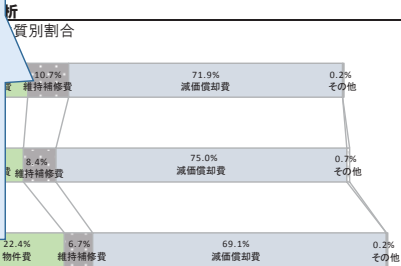 析
質別割合
10.7% 71.9% 0.2%
費 維持補修費 減価償却費 その他
8.4% 75.0% 0.7%
費 維持補修費 減価償却費 その他
22.4% 6.7% 69.1% 0.2%
物件費 維持補修費 減価償却費 その他